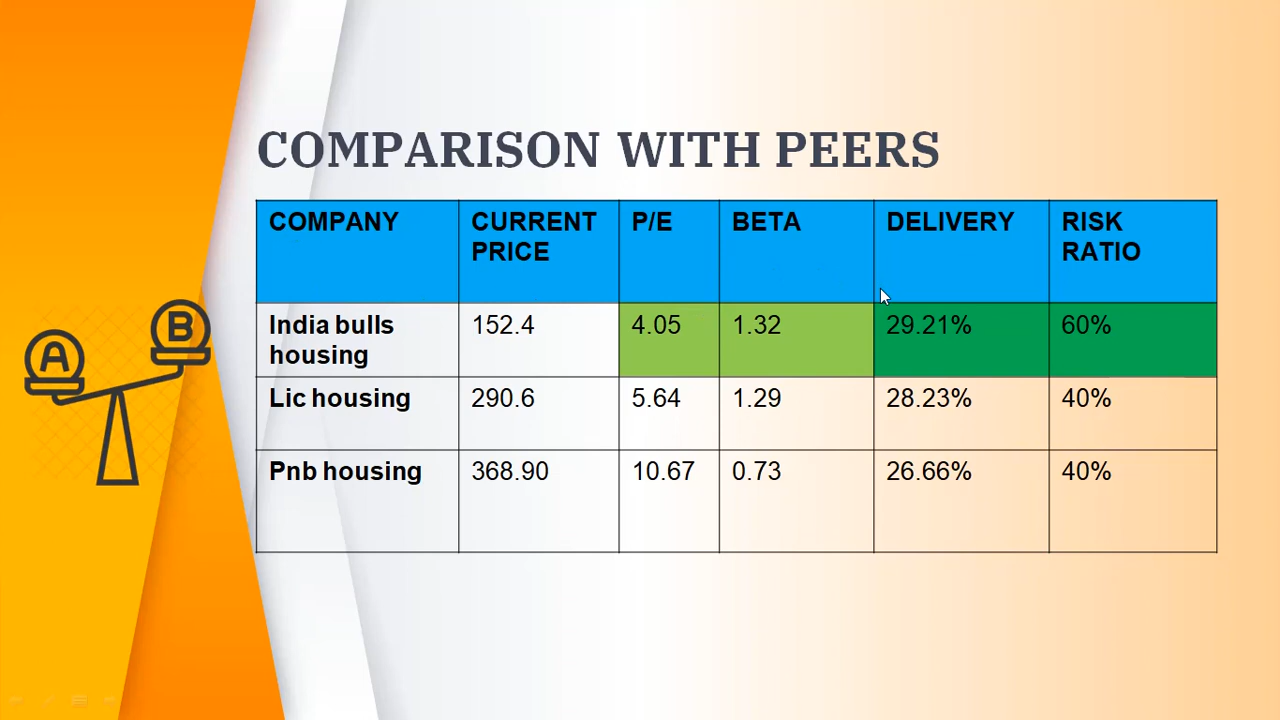 COMPARISON WITH PEERS
COMPANY
CURRENT
PRICE
P/E
BETA
DELIVERY
RISK
RATIO
India bulls
housing
152.4
4.05
1.32
29.21%
60%
Lic housing
290.6
5.64
1.29
28.23%
40%
Pnb housing
368.90
10.67
0.73
26.66%
40%
A
B